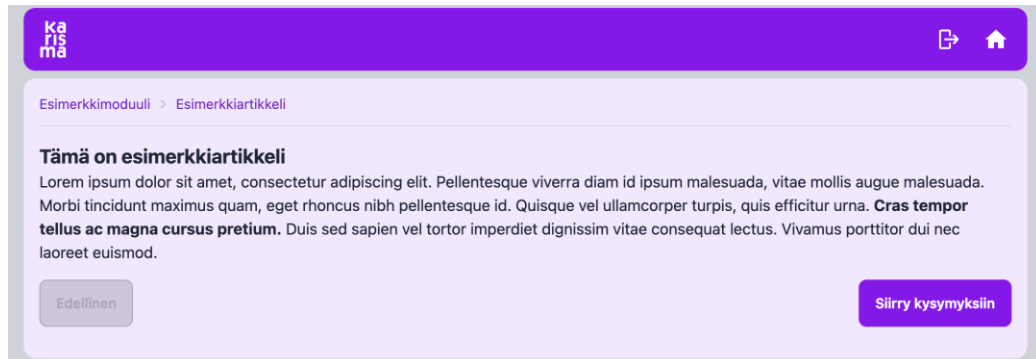 Ka
ris
ma
Esimerkkimoduuli > Esimerkkiartikkeli
Tämä on esimerkkiartikkeli
Lorem ipsum dolor sit amet, consectetur adipiscing elit. Pellentesque viverra diam id ipsum malesuada, vitae mollis augue malesuada.
Morbi tincidunt maximus quam, eget rhoncus nibh pellentesque id. Quisque vel ullamcorper turpis, quis efficitur urna. Cras tempor
tellus ac magna cursus pretium. Duis sed sapien vel tortor imperdiet dignissim vitae consequat lectus. Vivamus porttitor dui nec
laoreet euismod.
Edellinen
Siirry kysymyksiin